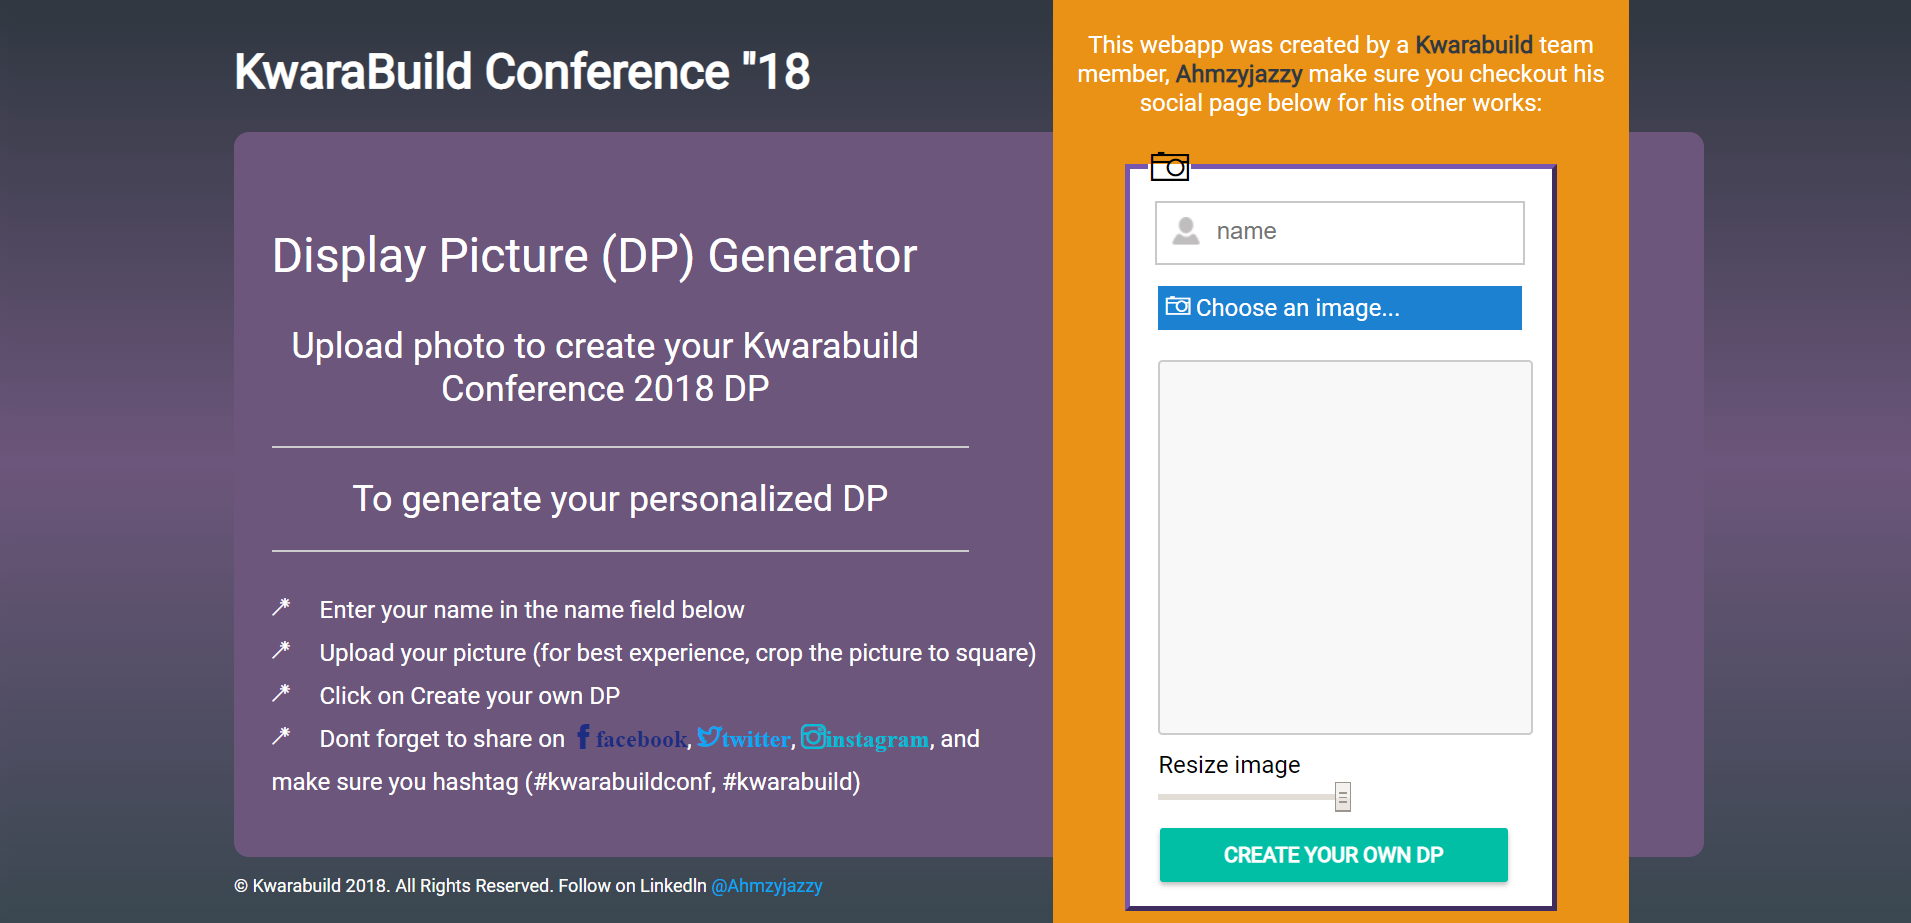 KwaraBuild Conference "18
Display Picture (DP) Generator
Upload photo to create your Kwarabuild
Conference 2018 DP
To generate your personalized DP
Enter your name in the name field below
Upload your picture (for best experience, crop the picture to square)
Click on Create your own DP
Dont forget to share on facebook, twitter, instagram, and
make sure you hashtag (#kwarabuildconf, #kwarabuild)
© Kwarabuild 2018. All Rights Reserved. Follow on LinkedIn @Ahmzyjazzy
This webapp was created by a Kwarabuild team
member, Ahmzyjazzy make sure you checkout his
social page below for his other works:
name
Choose an image...
Resize image
CREATE YOUR OWN DP